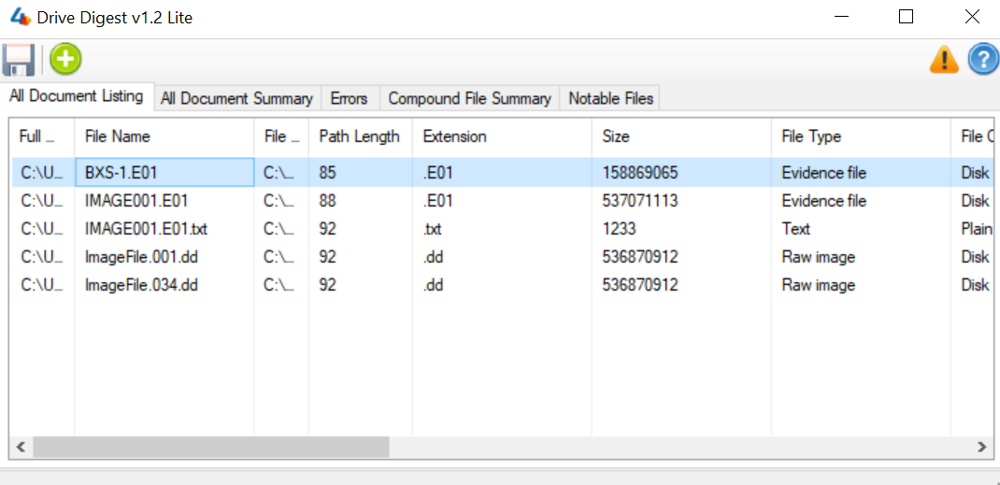 Drive Digest v1.2 Lite
All Document Listing All Document Summary Errors Compound File Summary Notable Files
Full ... File Name File ... Path Length Extension Size File Type File C
C:\U... BXS-1.E01 C:\... 85 .E01 158869065 Evidence file Disk
C:\U... IMAGE001.E01 C:\... 88 .E01 537071113 Evidence file Disk
C:\U... IMAGE001.E01.txt C:\... 92 .txt 1233 Text Plain
C:\U... ImageFile.001.dd C:\... 92 .dd 536870912 Raw image Disk
C:\U... ImageFile.034.dd C:\... 92 .dd 536870912 Raw image Disk